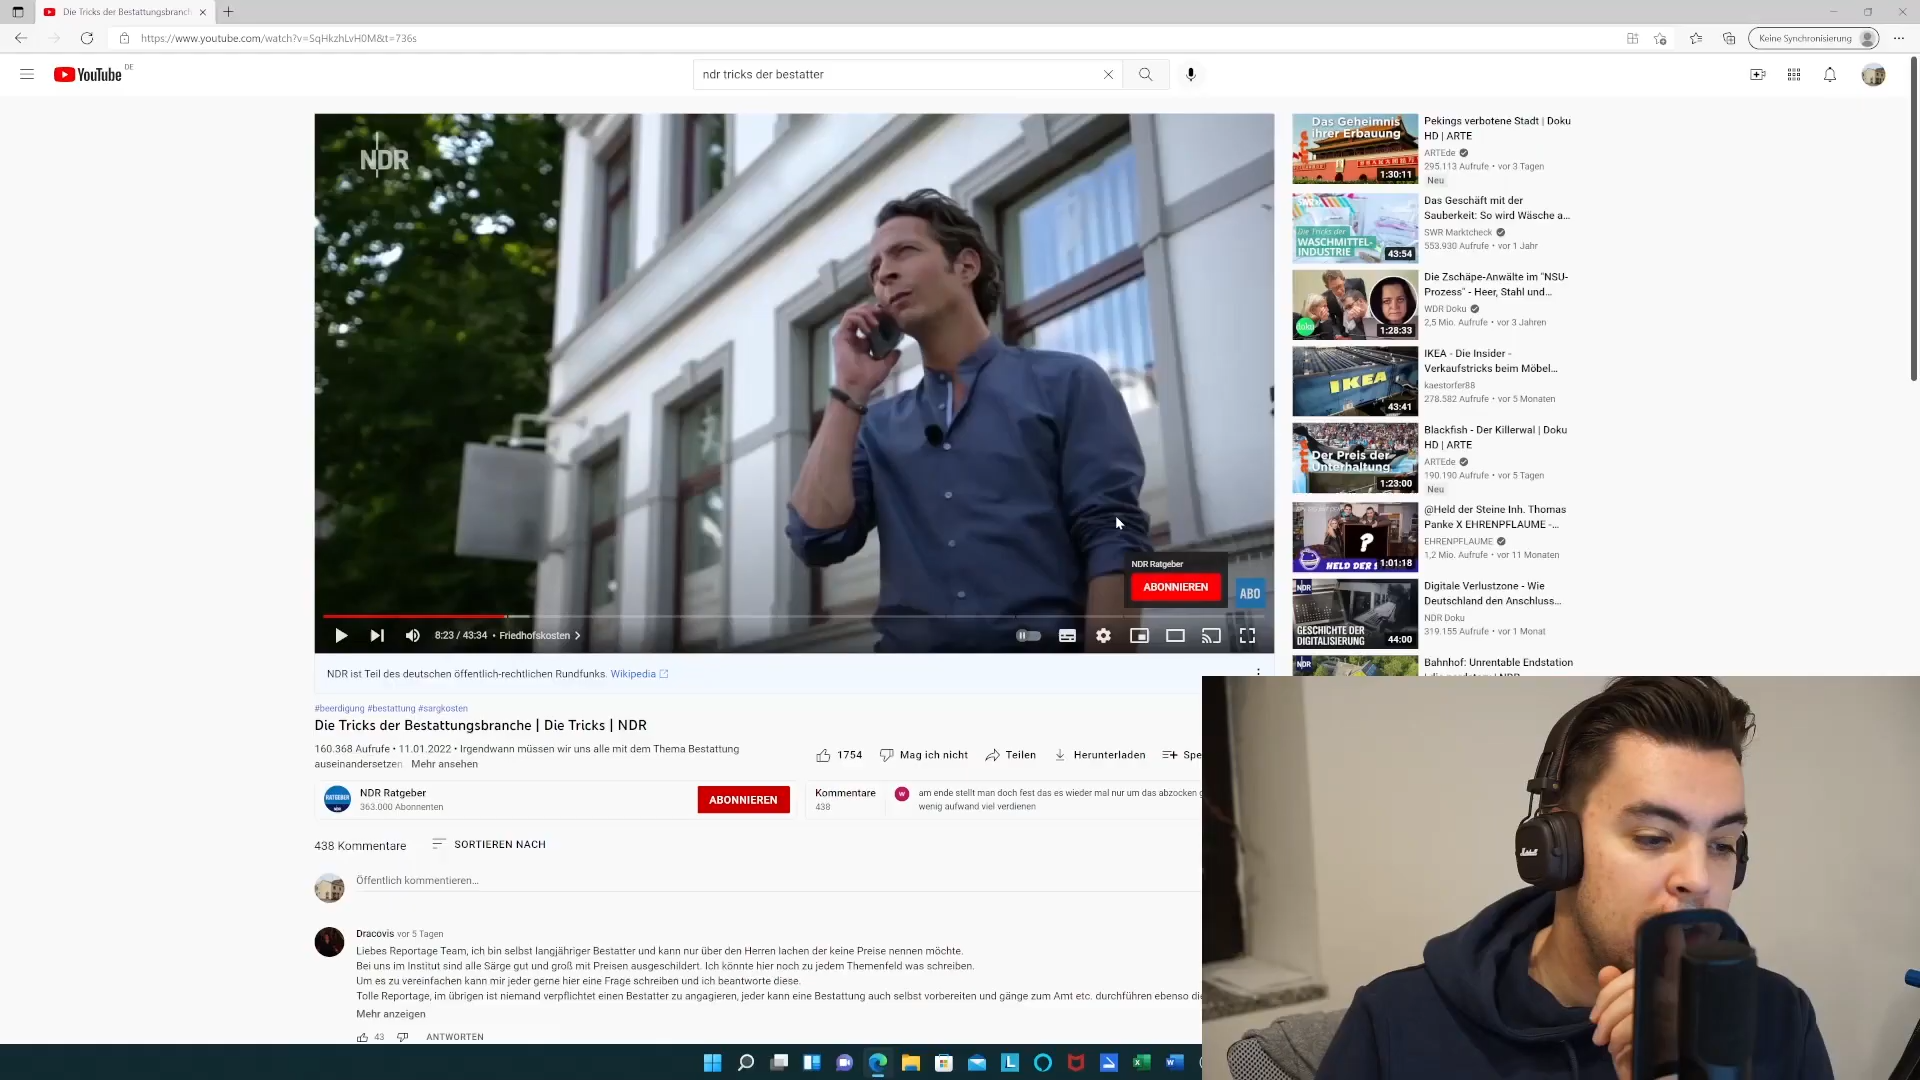 Die Tricks der Bestattungsbranch
https://www.youtube.com/watch?v=SqHkzhLvH0M&t=736s
Keine Synchronisierung
YouTube DE
ndr tricks der bestatter
NDR
NDR Ratgeber
ABONNIEREN
ABO
8:23 / 43:34 • Friedhofskosten
NDR ist Teil des deutschen öffentlich-rechtlichen Rundfunks. Wikipedia
#beerdigung #bestattung #sargkosten
Die Tricks der Bestattungsbranche | Die Tricks | NDR
160.368 Aufrufe • 11.01.2022 • Irgendwann müssen wir uns alle mit dem Thema Bestattung
auseinandersetzen Mehr ansehen
1754 Mag ich nicht Teilen Herunterladen Spe
RATGEBER
NDR Ratgeber
363.000 Abonnenten
ABONNIEREN
Kommentare
438
W
am ende stellt man doch fest das es wieder mal nur um das abzocken g
wenig aufwand viel verdienen
438 Kommentare SORTIEREN NACH
Öffentlich kommentieren...
Dracovis vor 5 Tagen
Liebes Reportage Team, ich bin selbst langjähriger Bestatter und kann nur über den Herren lachen der keine Preise nennen möchte.
Bei uns im Institut sind alle Särge gut und groß mit Preisen ausgeschildert. Ich könnte hier noch zu jedem Themenfeld was schreiben.
Um es zu vereinfachen kann mir jeder gerne hier eine Frage schreiben und ich beantworte diese.
Tolle Reportage, im übrigen ist niemand verpflichtet einen Bestatter zu angagieren, jeder kann eine Bestattung auch selbst vorbereiten und gänge zum Amt etc. durchführen ebenso die
Mehr anzeigen
43 ANTWORTEN
Das Geheimnis
ihrer Erbauung
arte
1:30:11
Pekings verbotene Stadt | Doku
HD | ARTE
ARTEde
295.113 Aufrufe • vor 3 Tagen
Neu
Die Tricks der
WASCHMITTEL-
INDUSTRIE
43:54
Das Geschäft mit der
Sauberkeit: So wird Wäsche a...
SWR Marktcheck
553.930 Aufrufe • vor 1 Jahr
doku
1:28:33
Die Zschäpe-Anwälte im "NSU-
Prozess" - Heer, Stahl und...
WDR Doku
2,5 Mio. Aufrufe • vor 3 Jahren
IKEA
43:41
IKEA - Die Insider -
Verkaufstricks beim Möbel...
kaestorfer88
278.582 Aufrufe • vor 5 Monaten
arte
Der Preis der
Unterhaltung
1:23:00
Blackfish - Der Killerwal | Doku
HD | ARTE
ARTEde
190.190 Aufrufe • vor 5 Tagen
Neu
?
HELD DER S
1:01:18
@Held der Steine Inh. Thomas
Panke X EHRENPFLAUME -...
EHRENPFLAUME
1,2 Mio. Aufrufe • vor 11 Monaten
NDR
GESCHICHTE DER
DIGITALISIERUNG
44:00
Digitale Verlustzone - Wie
Deutschland den Anschluss...
NDR Doku
319.155 Aufrufe • vor 1 Monat
NDR
Bahnhof: Unrentable Endstation
Marshall